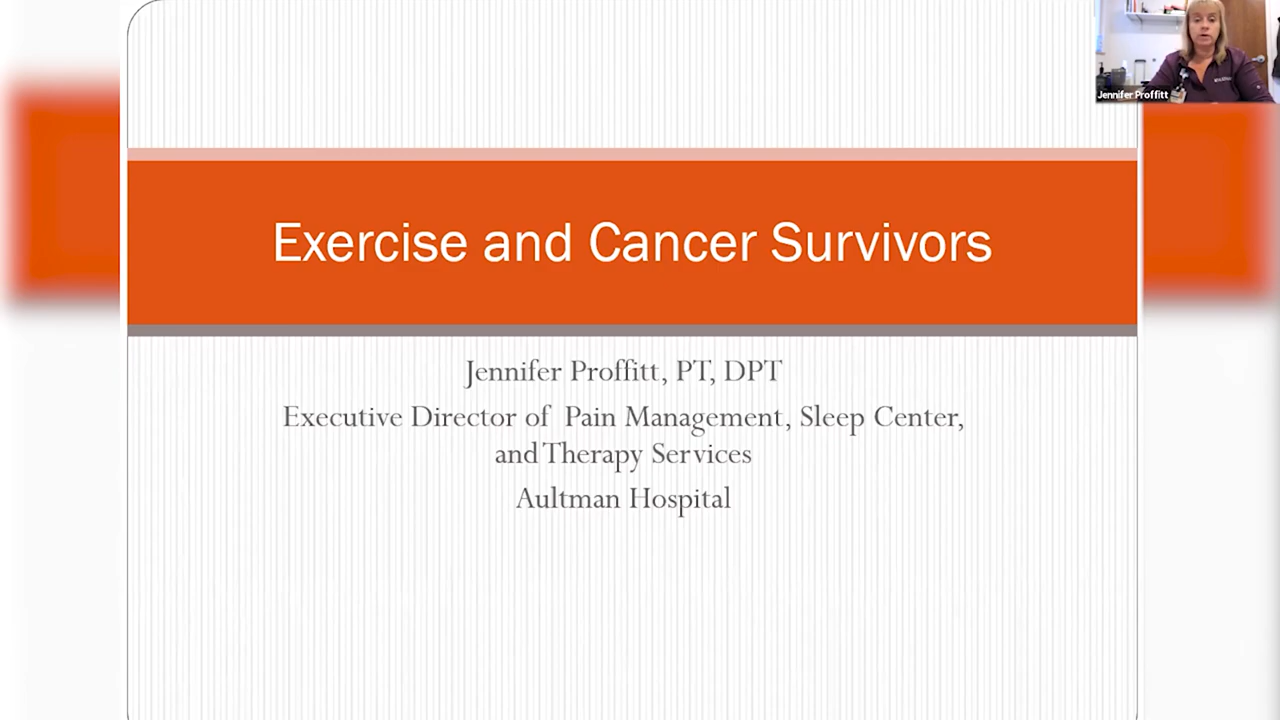 Jennifer Proffitt
Exercise and Cancer Survivors
Jennifer Proffitt, PT, DPT
Executive Director of Pain Management, Sleep Center,
and Therapy Services
Aultman Hospital